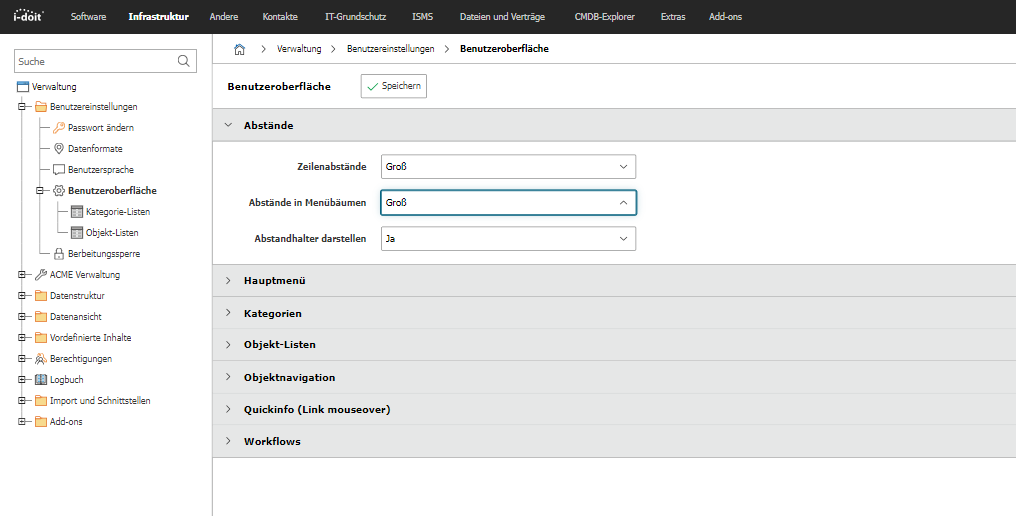 i-doit Software Infrastruktur Andere Kontakte IT-Grundschutz ISMS Dateien und Verträge CMDB-Explorer Extras Add-ons
Suche
Verwaltung
Benutzereinstellungen
Passwort ändern
Datenformate
Benutzersprache
Benutzeroberfläche
Kategorie-Listen
Objekt-Listen
Berbeitungssperre
ACME Verwaltung
Datenstruktur
Datenansicht
Vordefinierte Inhalte
Berechtigungen
Logbuch
Import und Schnittstellen
Add-ons
Verwaltung Benutzereinstellungen Benutzeroberfläche
Benutzeroberfläche Speichern
Abstände
Zeilenabstände Groß
Abstände in Menübäumen Groß
Abstandhalter darstellen Ja
Hauptmenü
Kategorien
Objekt-Listen
Objektnavigation
Quickinfo (Link mouseover)
Workflows